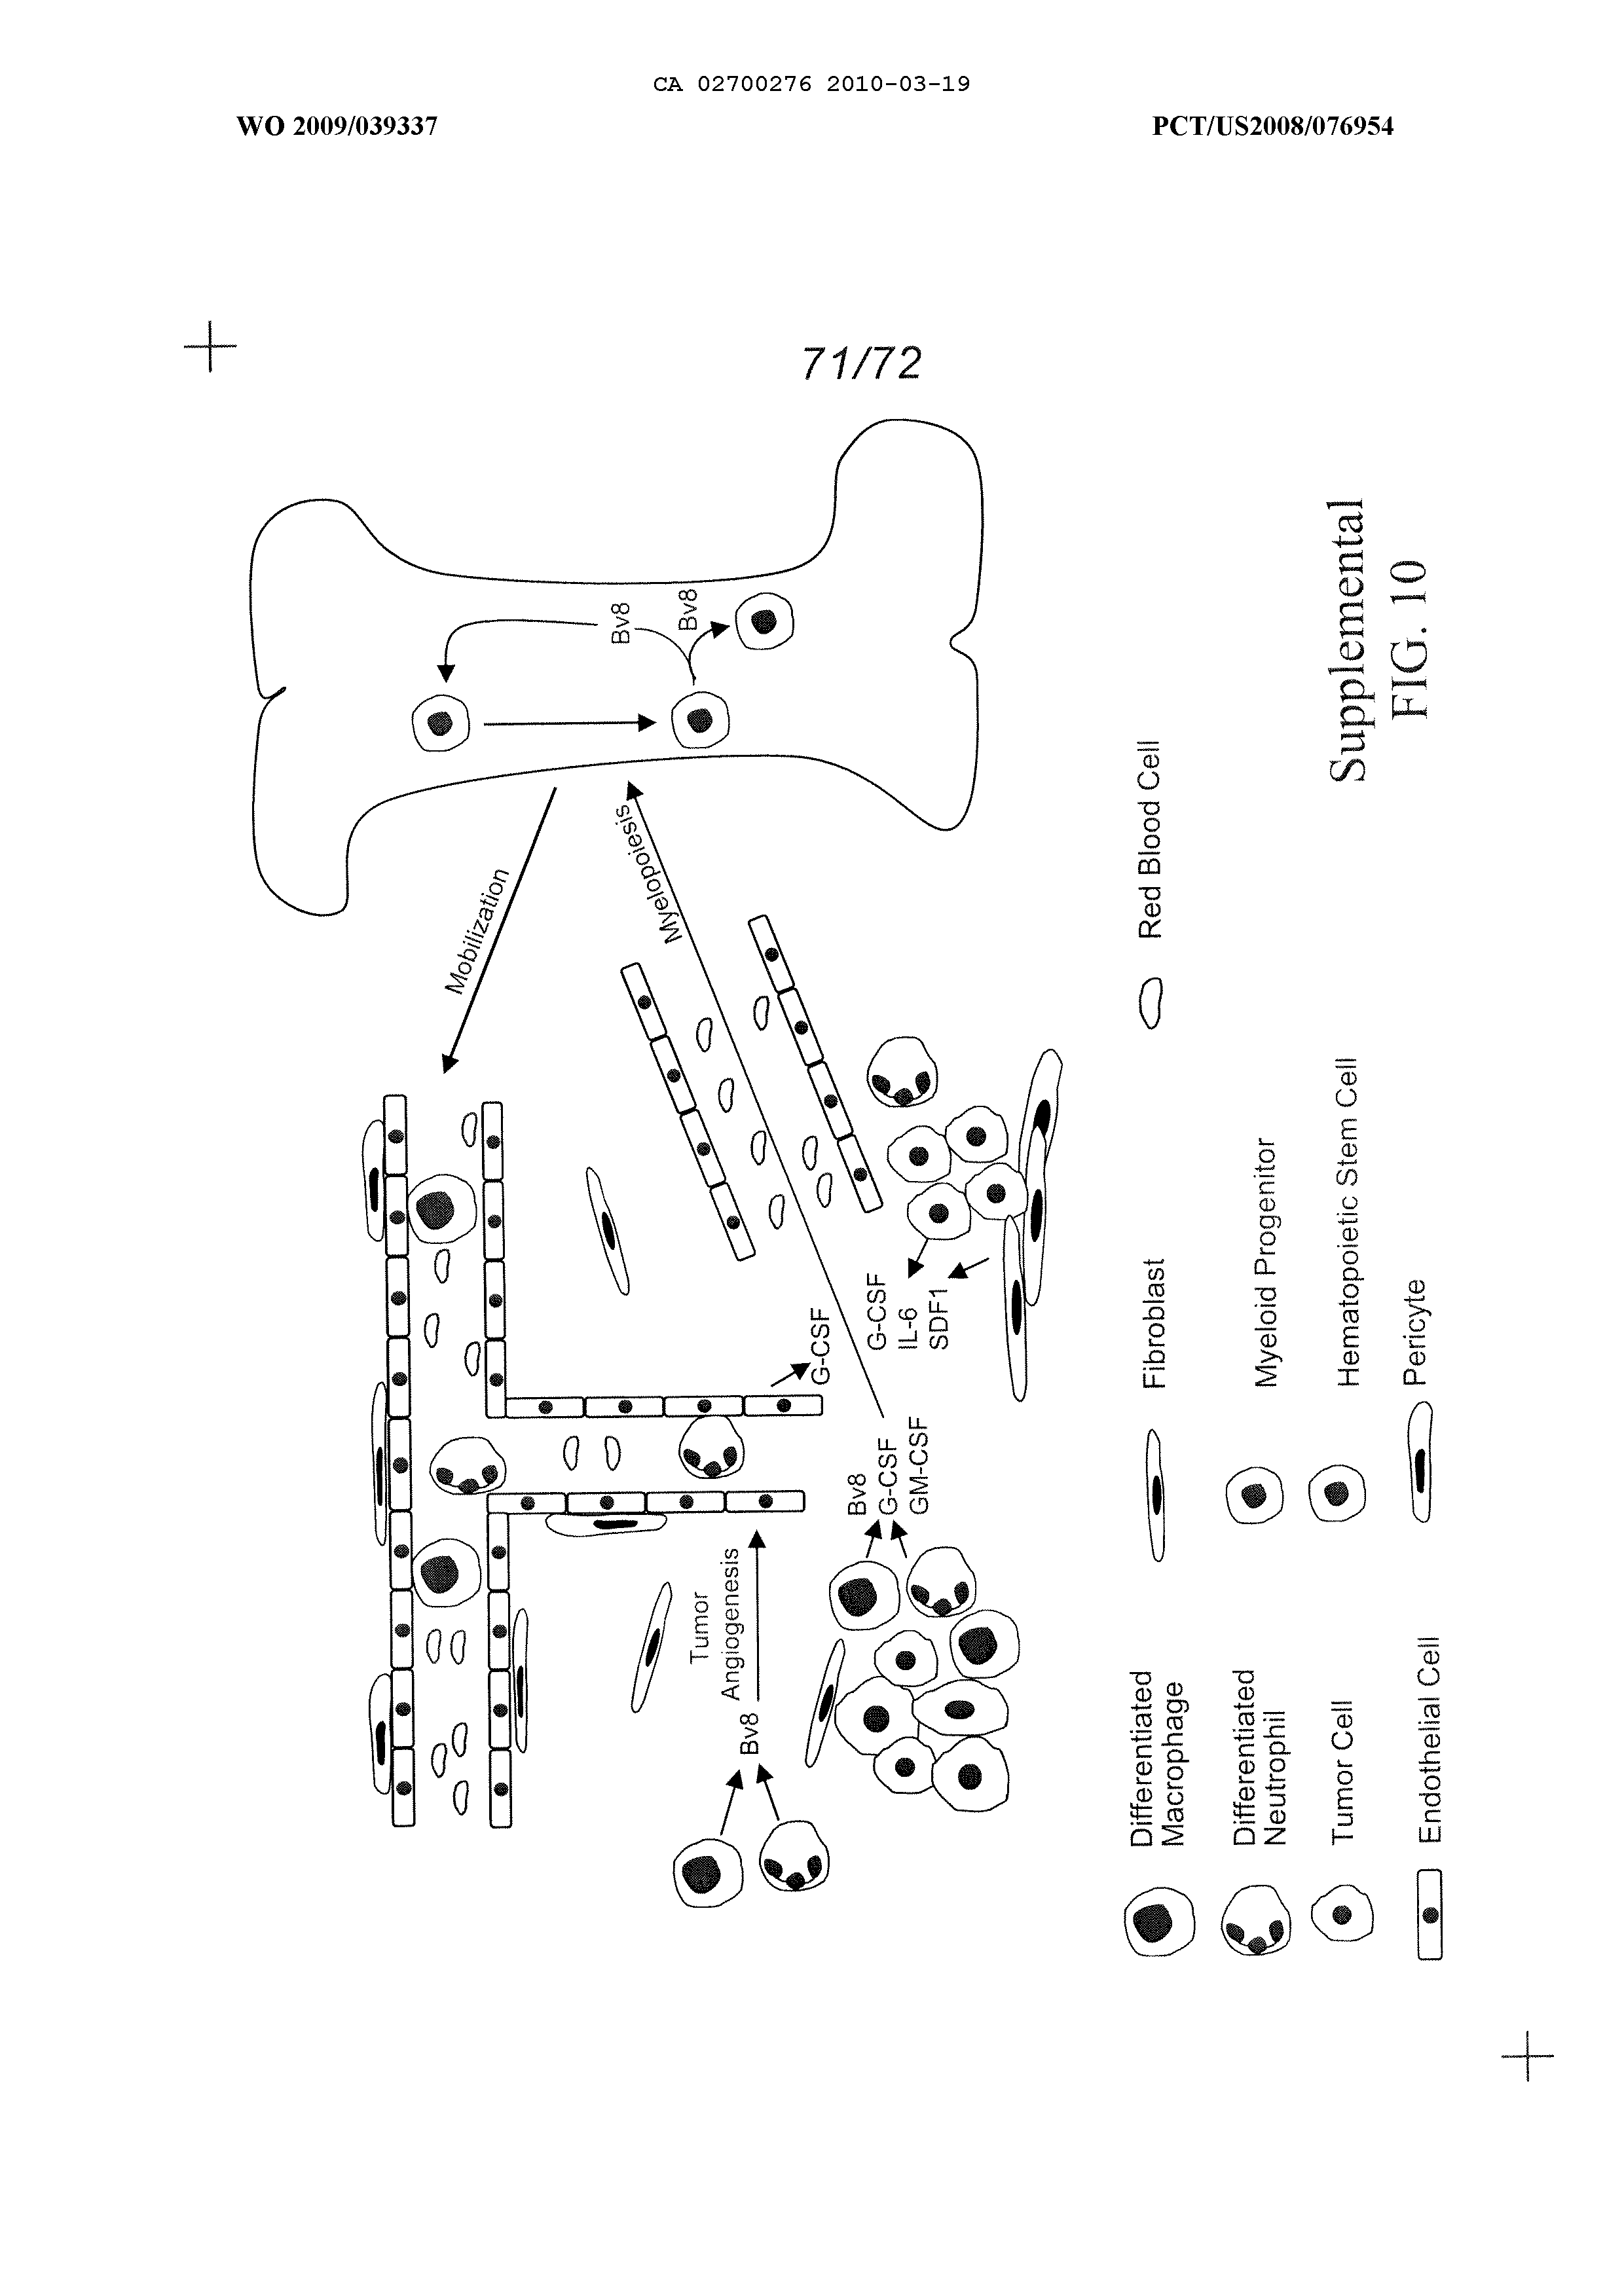 CA 02700276 2010-03-19
WO 2009/039337
PCT/US2008/076954
71/72
Mobilization
Myelopoiesis
Bv8
Bv8
G-CSF
G-CSF
IL-6
SDF1
Tumor
Angiogenesis
Bv8
Bv8
G-CSF
GM-CSF
Differentiated
Macrophage
Fibroblast
Red Blood Cell
Differentiated
Neutrophil
Myeloid Progenitor
Tumor Cell
Hematopoietic Stem Cell
Endothelial Cell
Pericyte
Supplemental
FIG. 10